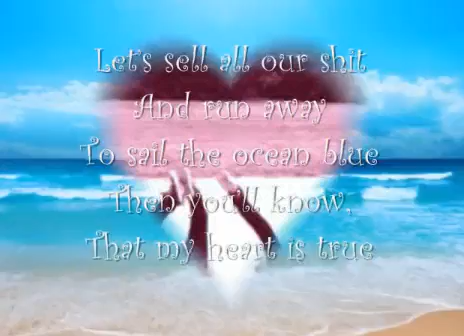 Let's sell all our shit
And run away
To sail the ocean blue
Then you'll know,
That my heart is true